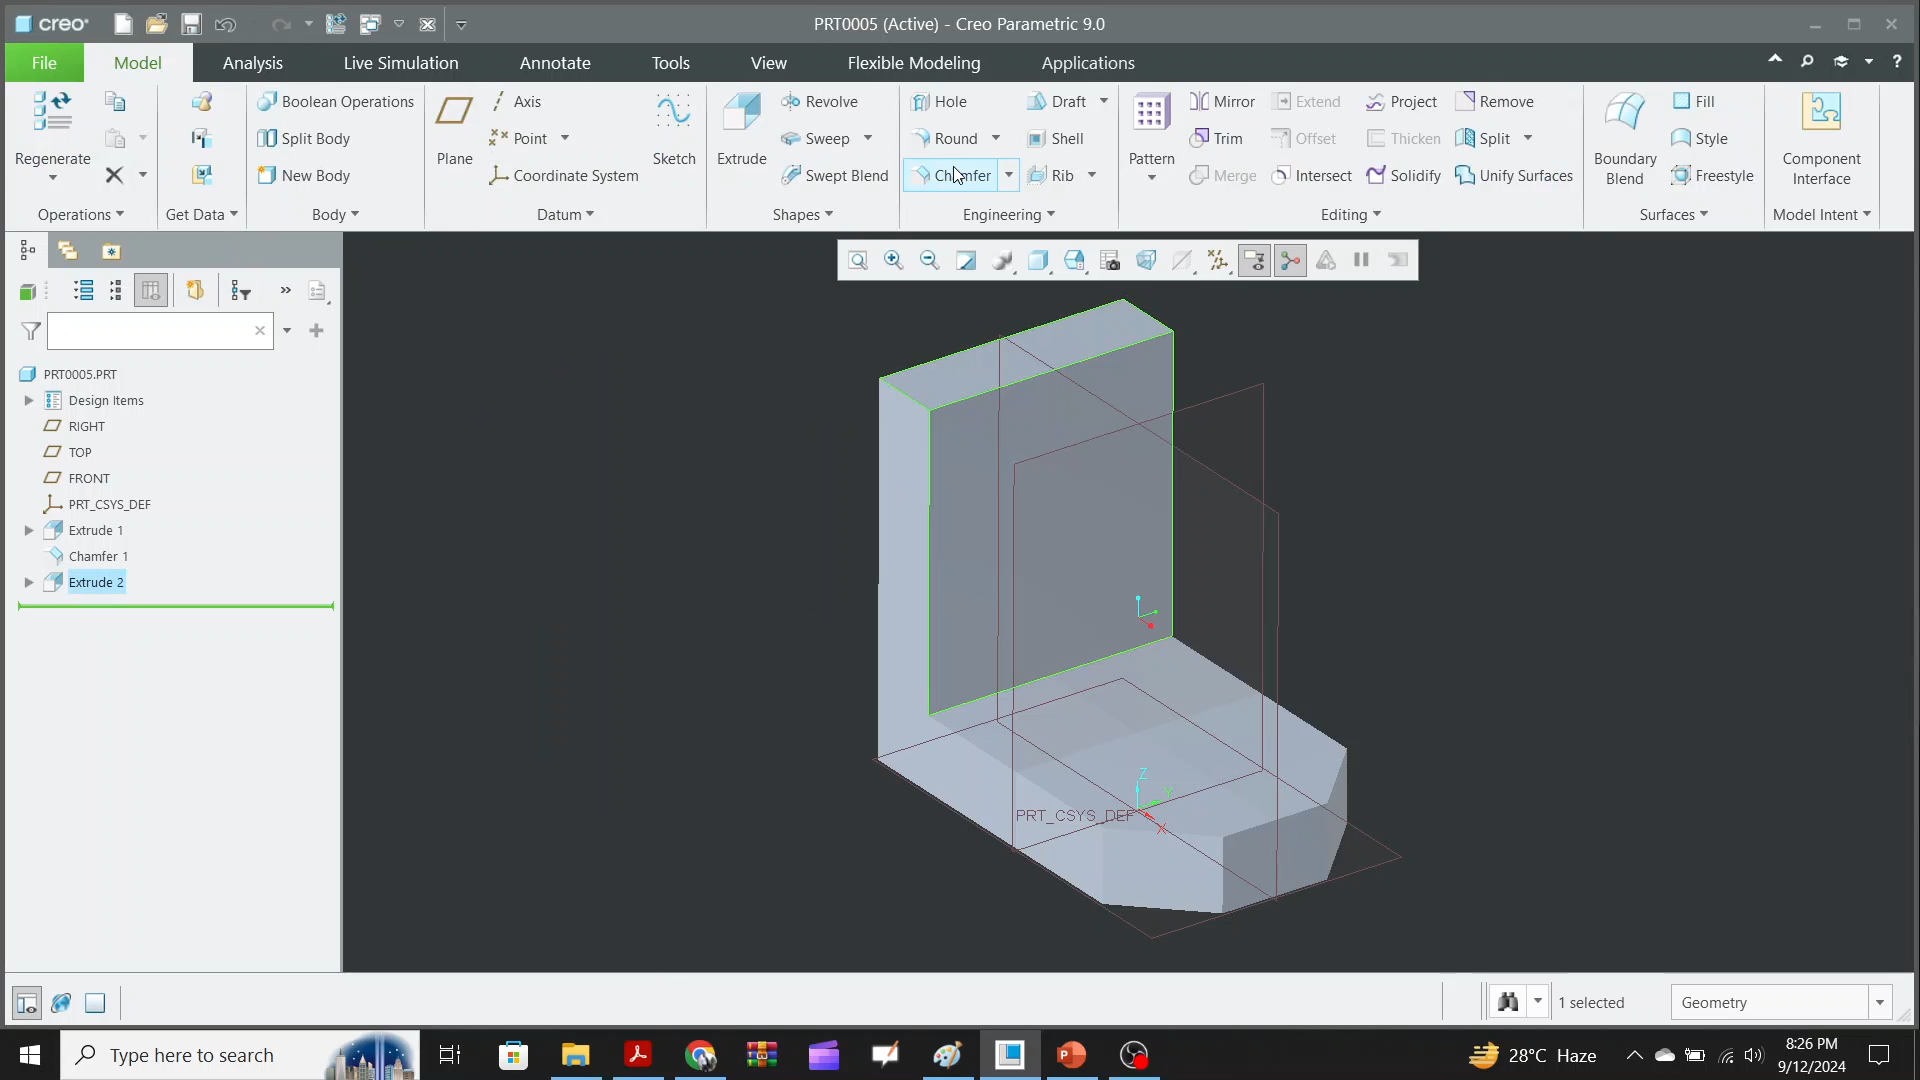 creo
PRT0005 (Active) - Creo Parametric 9.0
File
Model
Analysis
Live Simulation
Annotate
Tools
View
Flexible Modeling
Applications
Regenerate
Operations
Get Data
Boolean Operations
Split Body
New Body
Body
Plane
Axis
Point
Coordinate System
Sketch
Datum
Extrude
Revolve
Sweep
Swept Blend
Shapes
Hole
Round
Chamfer
Draft
Shell
Rib
Engineering
Pattern
Mirror
Trim
Merge
Extend
Offset
Intersect
Project
Thicken
Solidify
Remove
Split
Unify Surfaces
Editing
Boundary
Blend
Fill
Style
Freestyle
Surfaces
Component
Interface
Model Intent
PRT0005.PRT
Design Items
RIGHT
TOP
FRONT
PRT_CSYS_DEF
Extrude 1
Chamfer 1
Extrude 2
Z
Y
PRT_CSYS_DEF
X
1 selected
Geometry
Type here to search
28°C Haze
8:26 PM
9/12/2024